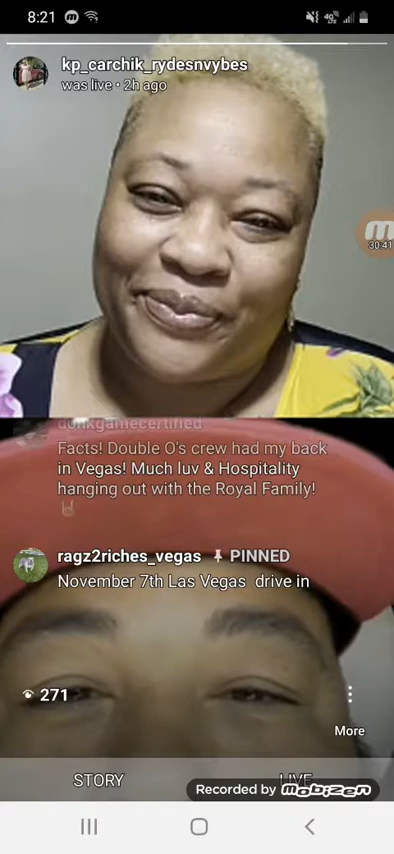 8:21
kp_carchik_rydesnvybes
was live • 2h ago
30:41
donkgamecertified
Facts! Double O's crew had my back
in Vegas! Much luv & Hospitality
hanging out with the Royal Family!
ragz2riches_vegas PINNED
November 7th Las Vegas drive in
271
More
STORY LIVE
Recorded by mobizen